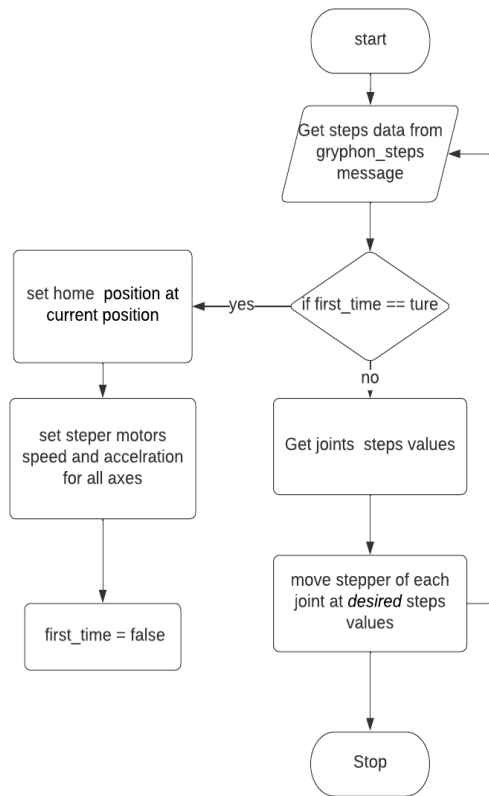 start
Get steps data from
gryphon_steps
message
if first_time == ture
yes
set home position at
current position
no
set steper motors
speed and accelration
for all axes
Get joints steps values
move stepper of each
joint at desired steps
values
first_time = false
Stop